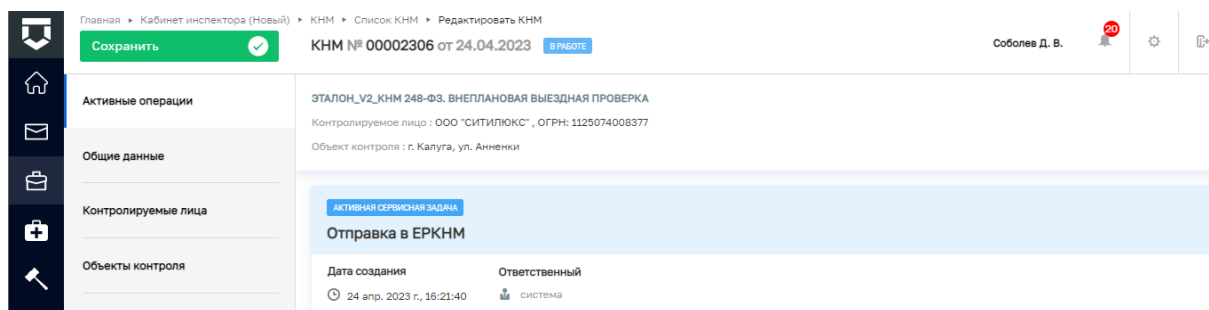 Главная ▸ Кабинет инспектора (Новый) ▸ КНМ ▸ Список КНМ ▸ Редактировать КНМ
Сохранить
КНМ № 00002306 от 24.04.2023 В РАБОТЕ
Соболев Д. В.
20
Активные операции
Общие данные
Контролируемые лица
Объекты контроля
ЭТАЛОН_V2_КНМ 248-ФЗ. ВНЕПЛАНОВАЯ ВЫЕЗДНАЯ ПРОВЕРКА
Контролируемое лицо : ООО "СИТИЛЮКС" , ОГРН: 1125074008377
Объект контроля : г. Калуга, ул. Анненки
АКТИВНАЯ СЕРВИСНАЯ ЗАДАЧА
Отправка в ЕРКНМ
Дата создания
24 апр. 2023 г., 16:21:40
Ответственный
система